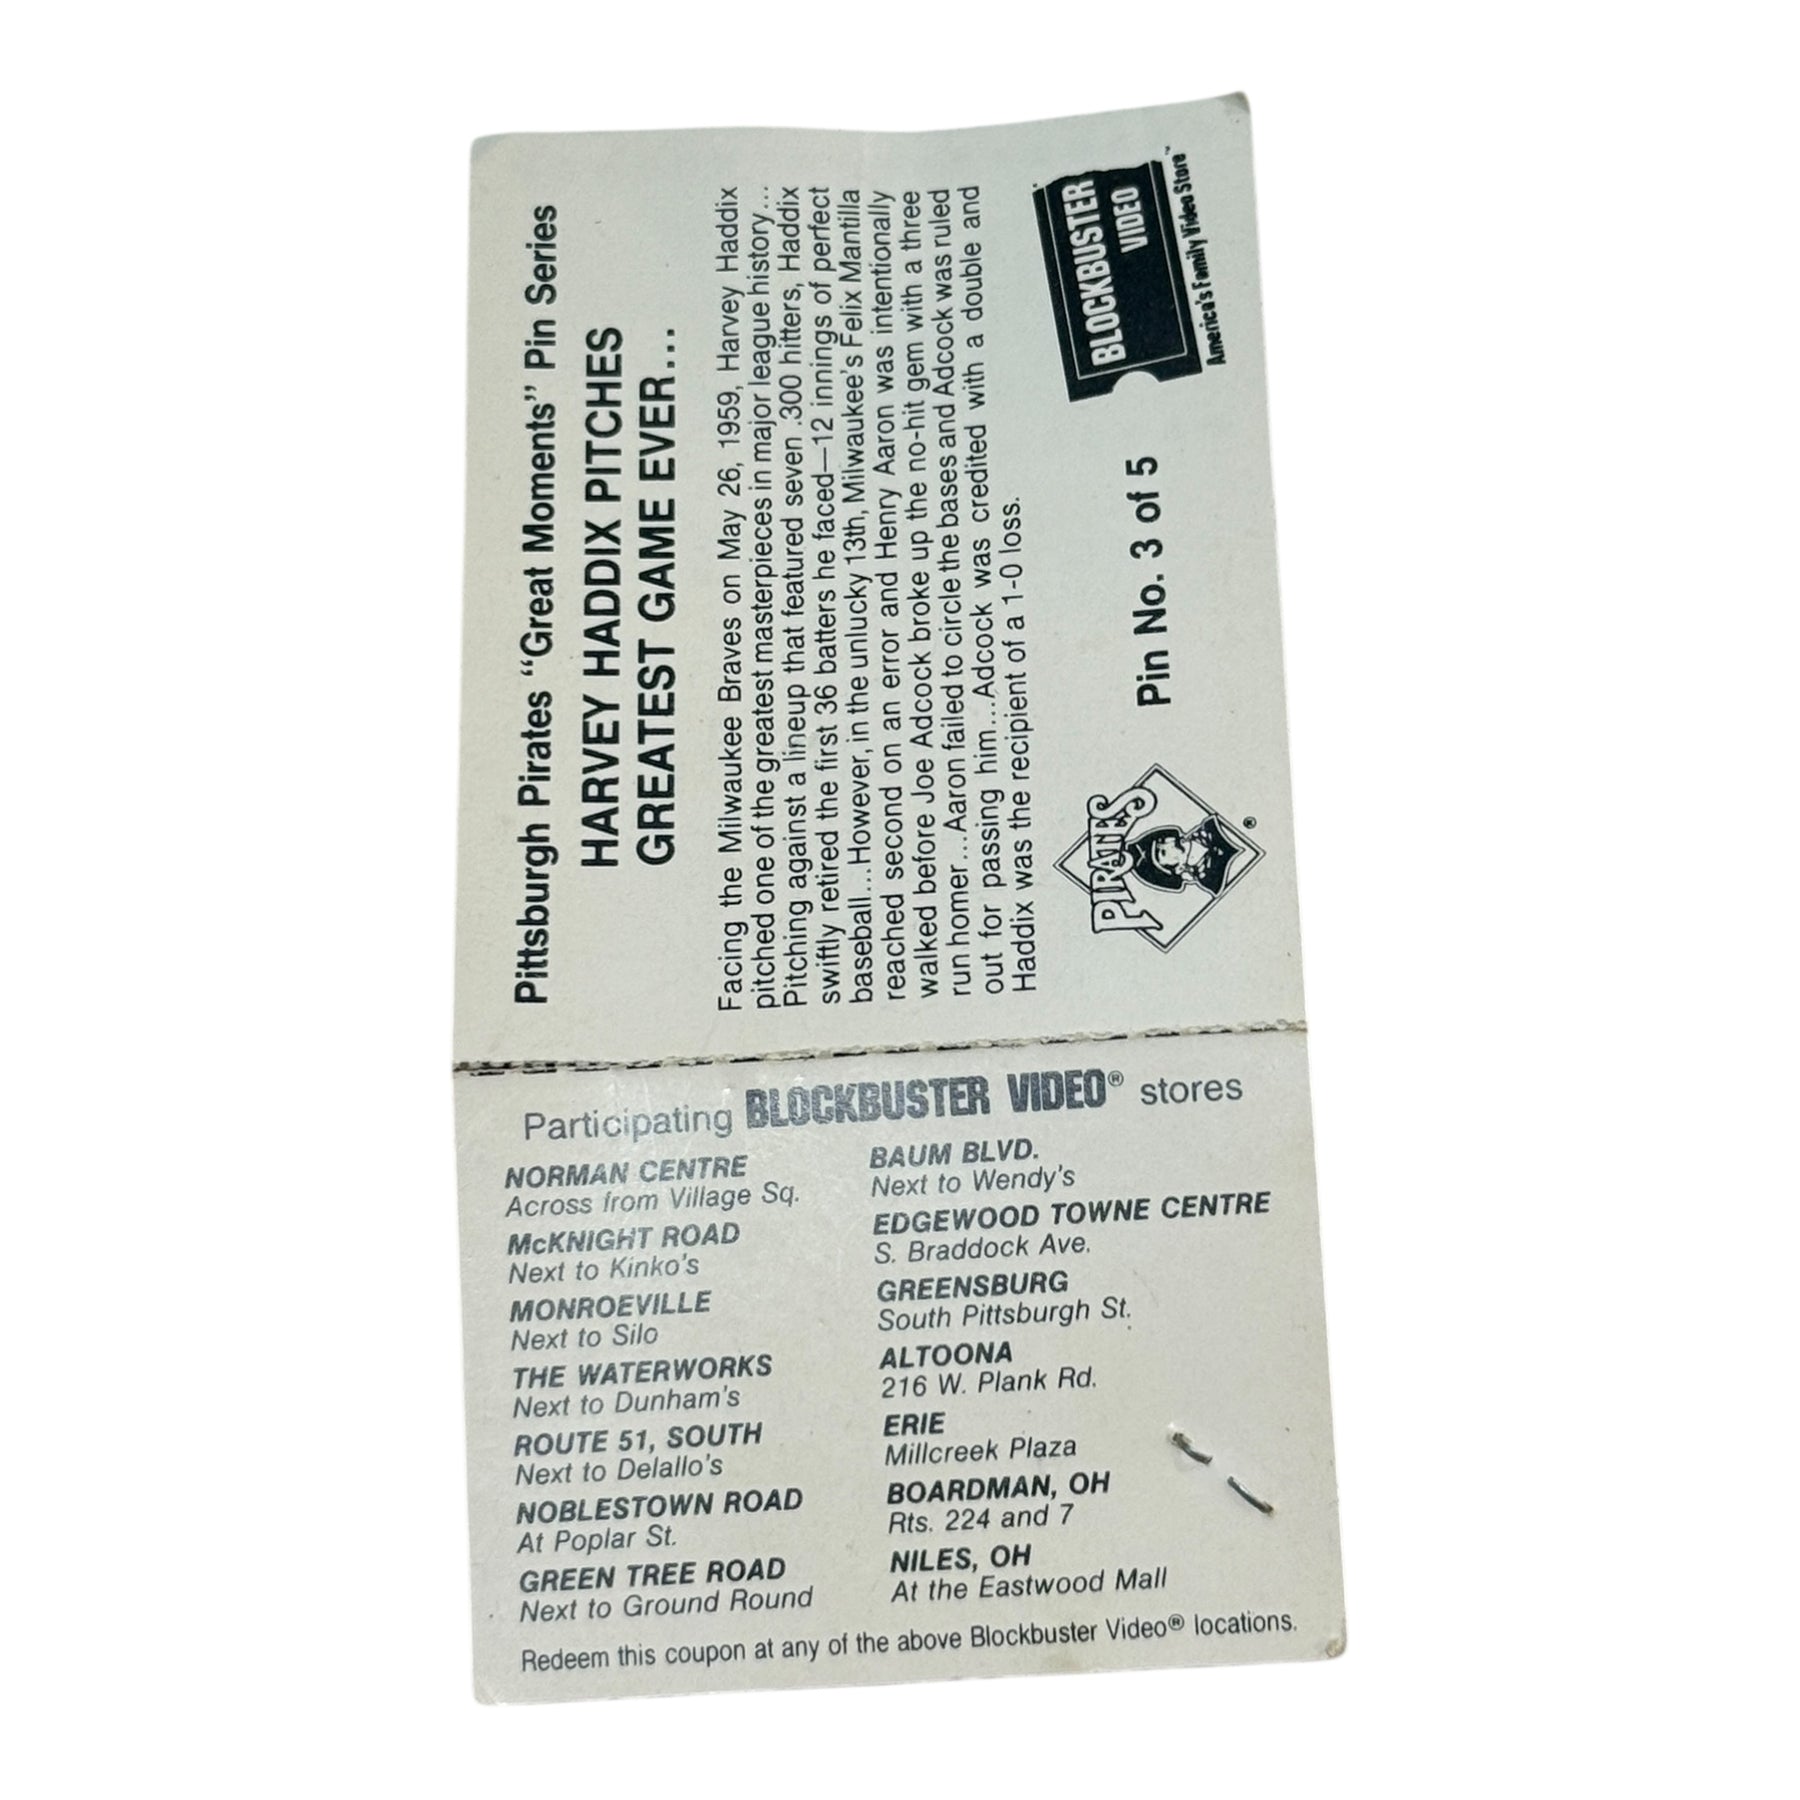 Pittsburgh Pirates "Great Moments" Pin Series
HARVEY HADDIX PITCHES
GREATEST GAME EVER...
Facing the Milwaukee Braves on May 26, 1959, Harvey Haddix
pitched one of the greatest masterpieces in major league history...
Pitching against a lineup that featured seven .300 hitters, Haddix
swiftly retired the first 36 batters he faced—12 innings of perfect
baseball...However, in the unlucky 13th, Milwaukee's Felix Mantilla
reached second on an error and Henry Aaron was intentionally
walked before Joe Adcock broke up the no-hit gem with a three
run homer...Aaron failed to circle the bases and Adcock was ruled
out for passing him...Adcock was credited with a double and
Haddix was the recipient of a 1-0 loss.
PIRATES ®
Pin No. 3 of 5
BLOCKBUSTER
VIDEO
America's Family Video Store™
Participating BLOCKBUSTER VIDEO® stores
NORMAN CENTRE
Across from Village Sq.
McKNIGHT ROAD
Next to Kinko's
MONROEVILLE
Next to Silo
THE WATERWORKS
Next to Dunham's
ROUTE 51, SOUTH
Next to Delallo's
NOBLESTOWN ROAD
At Poplar St.
GREEN TREE ROAD
Next to Ground Round
BAUM BLVD.
Next to Wendy's
EDGEWOOD TOWNE CENTRE
S. Braddock Ave.
GREENSBURG
South Pittsburgh St.
ALTOONA
216 W. Plank Rd.
ERIE
Millcreek Plaza
BOARDMAN, OH
Rts. 224 and 7
NILES, OH
At the Eastwood Mall
Redeem this coupon at any of the above Blockbuster Video® locations.